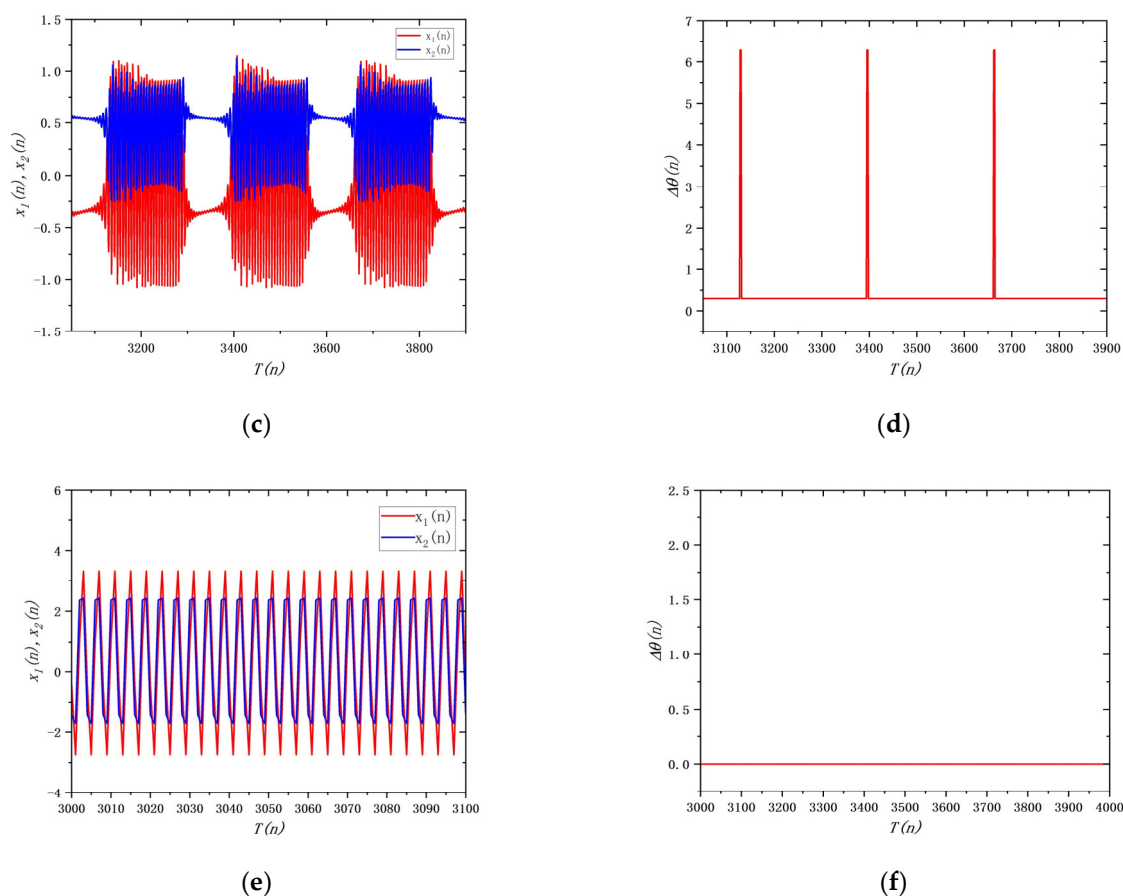 1.5
1.0
0.5
0.0
−0.5
−1.0
−1.5
x₁(n), x₂(n)
x₁(n)
x₂(n)
3200 3400 3600 3800
T(n)
(c)
7
6
5
4
3
2
1
0
Δθ(n)
3100 3200 3300 3400 3500 3600 3700 3800 3900
T(n)
(d)
6
4
2
0
−2
−4
x₁(n), x₂(n)
x₁(n)
x₂(n)
3000 3010 3020 3030 3040 3050 3060 3070 3080 3090 3100
T(n)
(e)
2.5
2.0
1.5
1.0
0.5
0.0
Δθ(n)
3000 3100 3200 3300 3400 3500 3600 3700 3800 3900 4000
T(n)
(f)